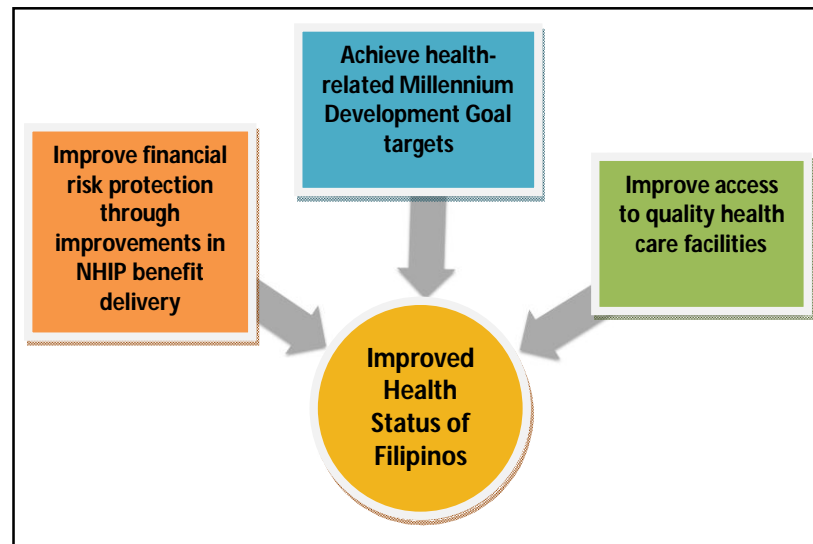 Achieve health-
related Millennium
Development Goal
targets
Improve financial
risk protection
through
improvements in
NHIP benefit
delivery
Improve access
to quality health
care facilities
Improved
Health
Status of
Filipinos